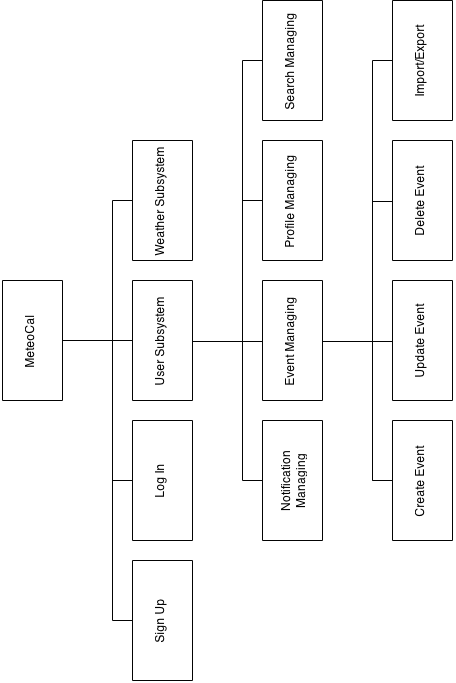 MeteoCal
Sign Up
Log In
User Subsystem
Weather Subsystem
Notification
Managing
Event Managing
Profile Managing
Search Managing
Create Event
Update Event
Delete Event
Import/Export